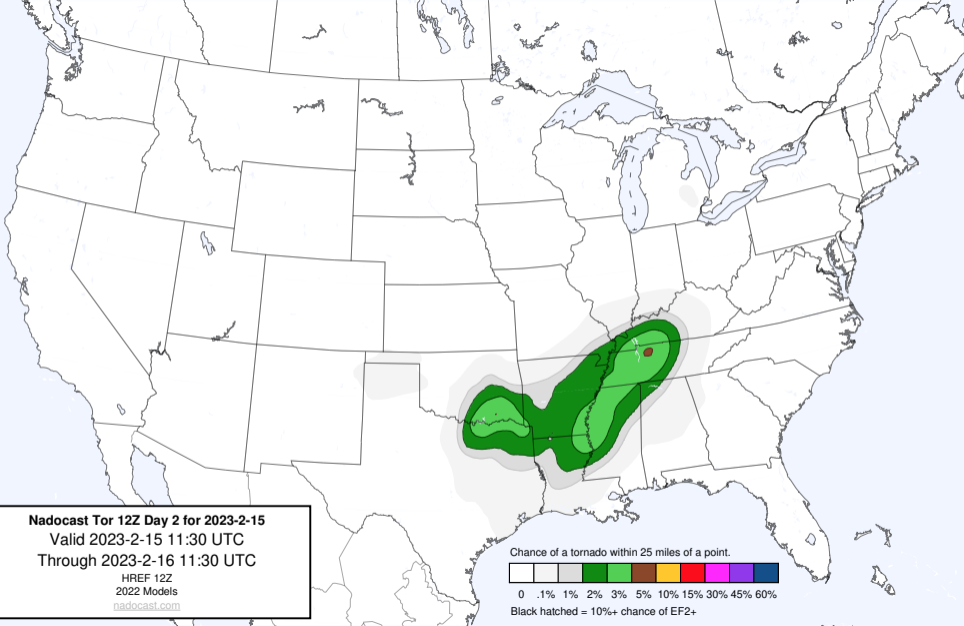 Nadocast Tor 12Z Day 2 for 2023-2-15
Valid 2023-2-15 11:30 UTC
Through 2023-2-16 11:30 UTC
HREF 12Z
2022 Models
nadocast.com
Chance of a tornado within 25 miles of a point.
0 .1% 1% 2% 3% 5% 10% 15% 30% 45% 60%
Black hatched = 10%+ chance of EF2+